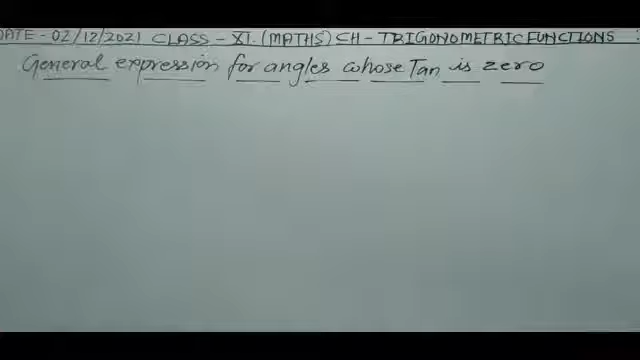 DATE - 02/12/2021 CLASS - XI. (MATHS) CH - TRIGONOMETRIC FUNCTIONS
General expression for angles whose Tan is zero